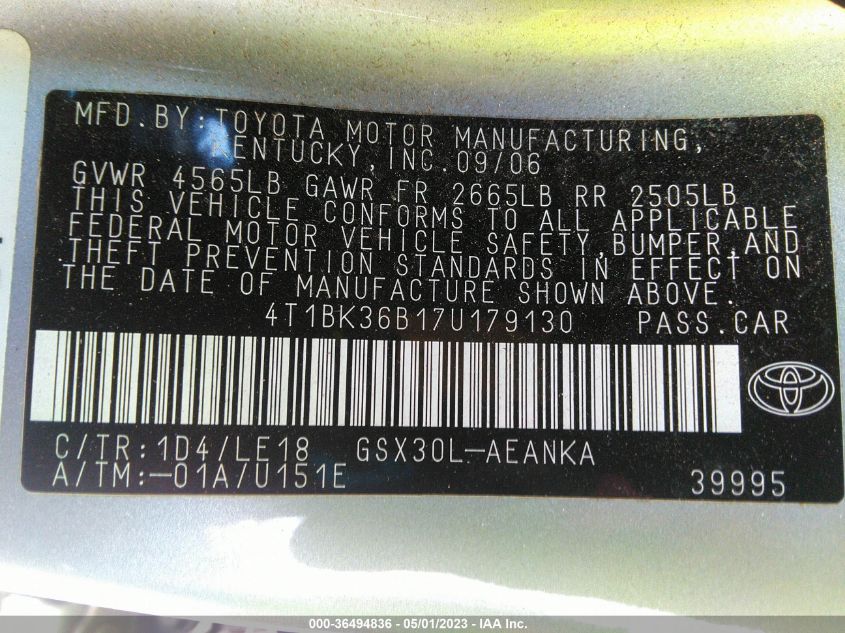 MFD.BY:TOYOTA MOTOR MANUFACTURING,
KENTUCKY,INC.09/06
GVWR 4565LB GAWR FR 2665LB RR 2505LB
THIS VEHICLE CONFORMS TO ALL APPLICABLE
FEDERAL MOTOR VEHICLE SAFETY,BUMPER,AND
THEFT PREVENTION STANDARDS IN EFFECT ON
THE DATE OF MANUFACTURE SHOWN ABOVE.
4T1BK36B17U179130 PASS.CAR
C/TR:1D4/LE18 GSX30L-AEANKA
A/TM:-01A/U151E 39995
000-36494836 - 05/01/2023 - IAA Inc.